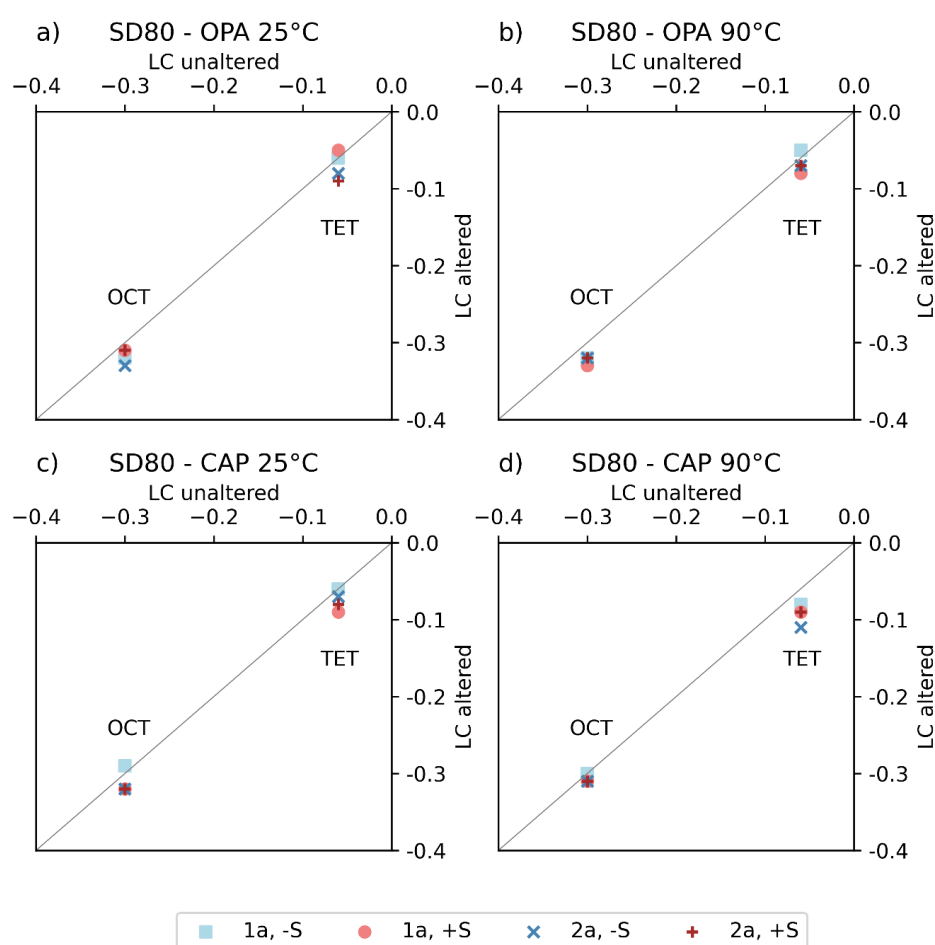 a) SD80 - OPA 25°C
LC unaltered
−0.4 −0.3 −0.2 −0.1 0.0
0.0
-0.1
-0.2
-0.3
-0.4
LC altered
TET
OCT
b) SD80 - OPA 90°C
LC unaltered
−0.4 −0.3 −0.2 −0.1 0.0
0.0
-0.1
-0.2
-0.3
-0.4
LC altered
TET
OCT
c) SD80 - CAP 25°C
LC unaltered
−0.4 −0.3 −0.2 −0.1 0.0
0.0
-0.1
-0.2
-0.3
-0.4
LC altered
TET
OCT
d) SD80 - CAP 90°C
LC unaltered
−0.4 −0.3 −0.2 −0.1 0.0
0.0
-0.1
-0.2
-0.3
-0.4
LC altered
TET
OCT
1a, -S 1a, +S 2a, -S 2a, +S